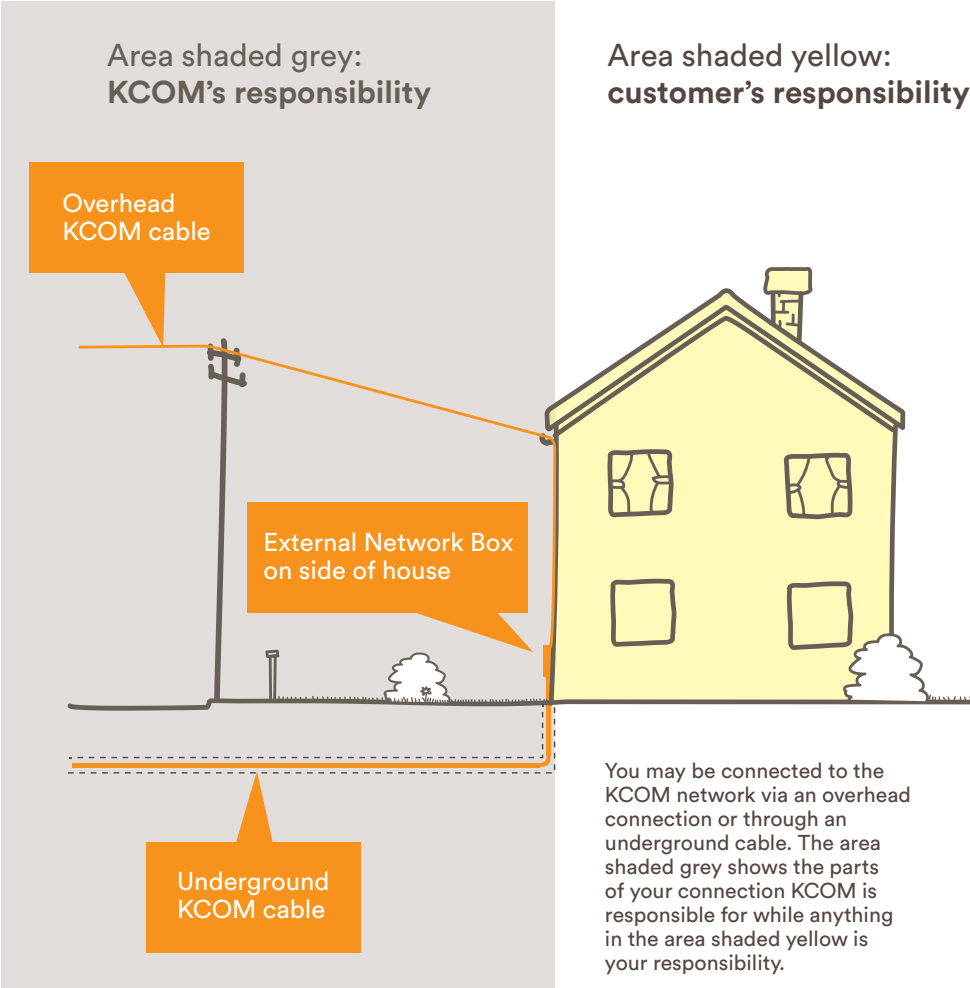 Area shaded grey:
KCOM’s responsibility
Area shaded yellow:
customer’s responsibility
Overhead
KCOM cable
External Network Box
on side of house
Underground
KCOM cable
You may be connected to the
KCOM network via an overhead
connection or through an
underground cable. The area
shaded grey shows the parts
of your connection KCOM is
responsible for while anything
in the area shaded yellow is
your responsibility.